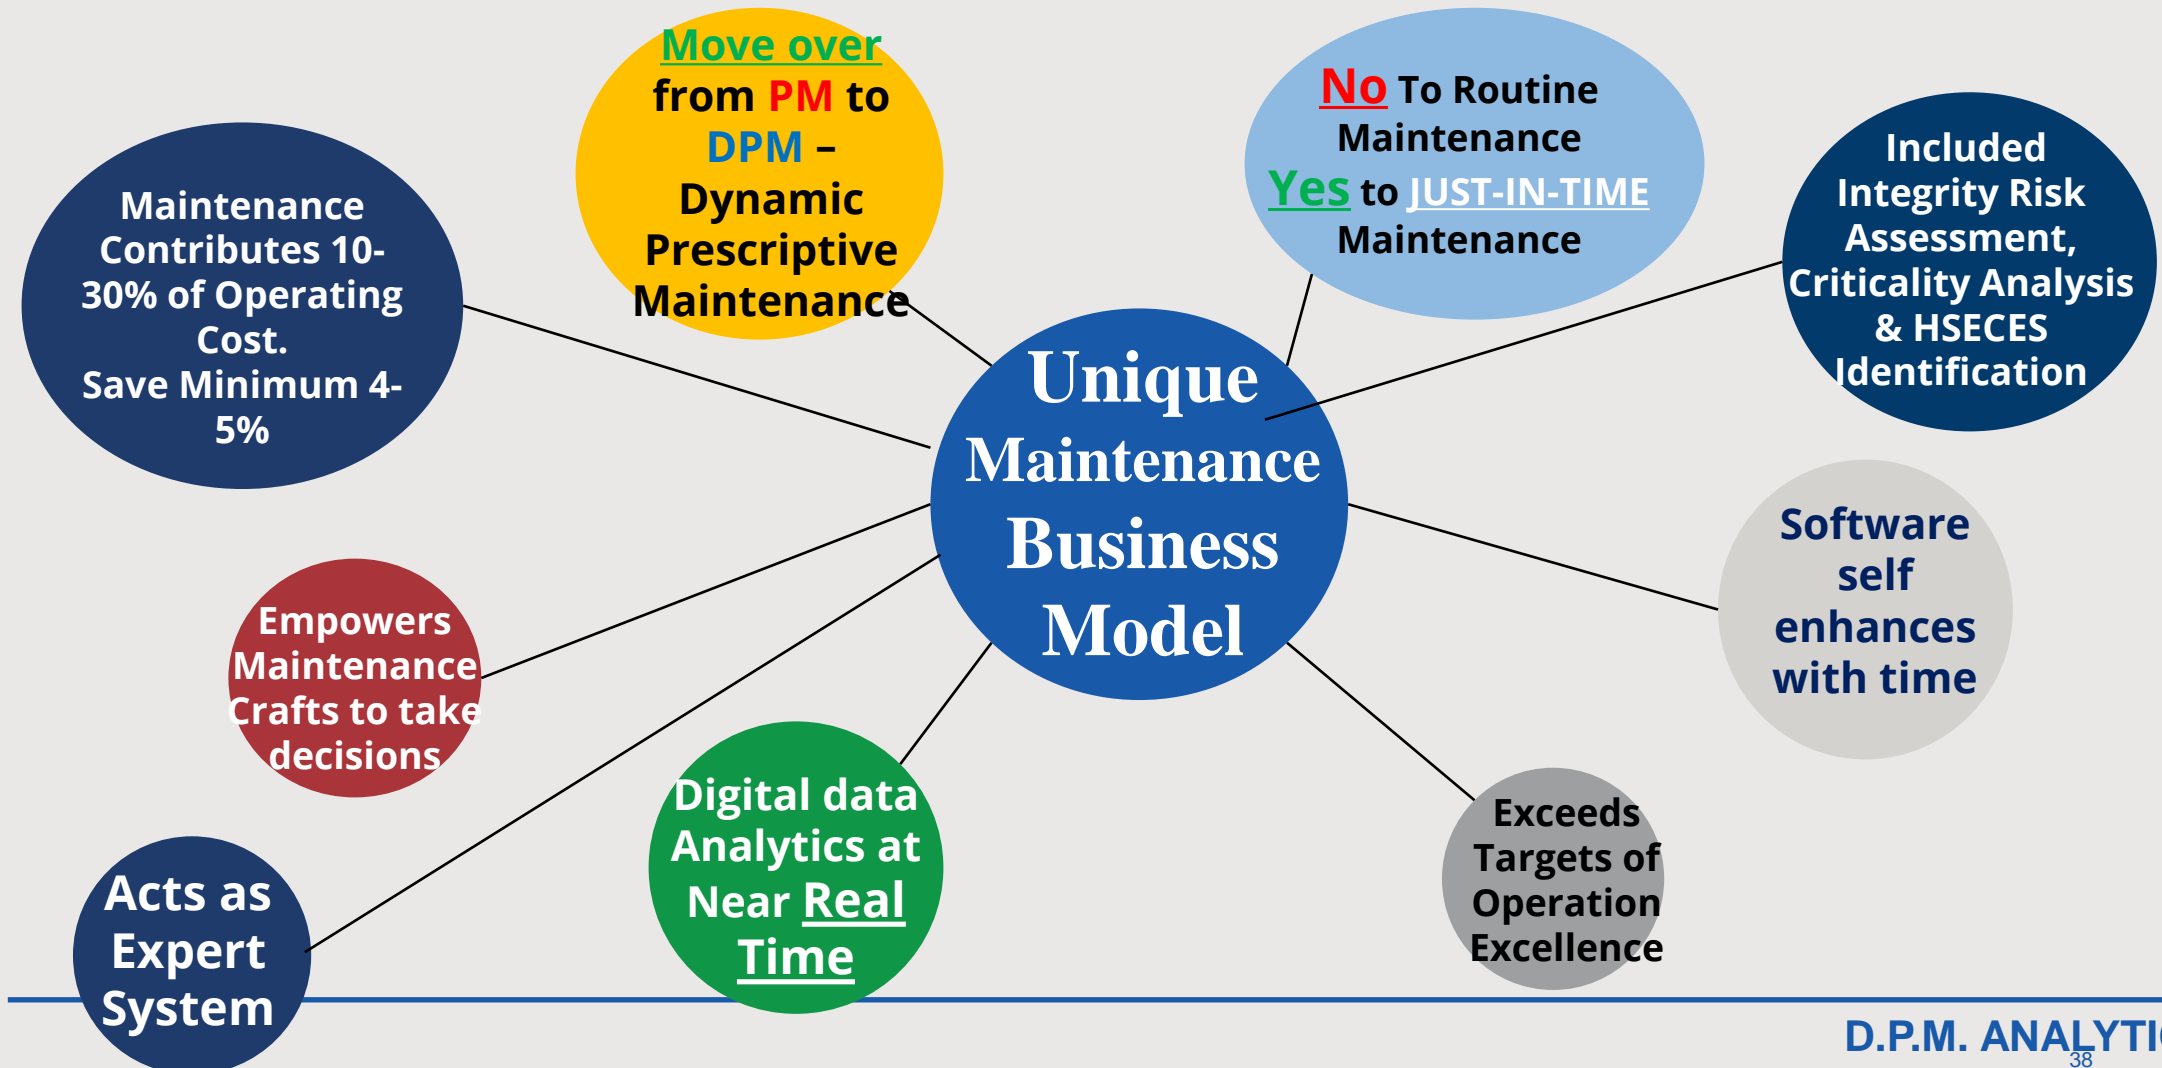 Move over
from PM to
DPM –
Dynamic
Prescriptive
Maintenance
No To Routine
Maintenance
Yes to JUST-IN-TIME
Maintenance
Included
Integrity Risk
Assessment,
Criticality Analysis
& HSECES
Identification
Maintenance
Contributes 10-
30% of Operating
Cost.
Save Minimum 4-
5%
Unique
Maintenance
Business
Model
Software
self
enhances
with time
Empowers
Maintenance
Crafts to take
decisions
Digital data
Analytics at
Near Real
Time
Exceeds
Targets of
Operation
Excellence
Acts as
Expert
System
D.P.M. ANALYTI
38